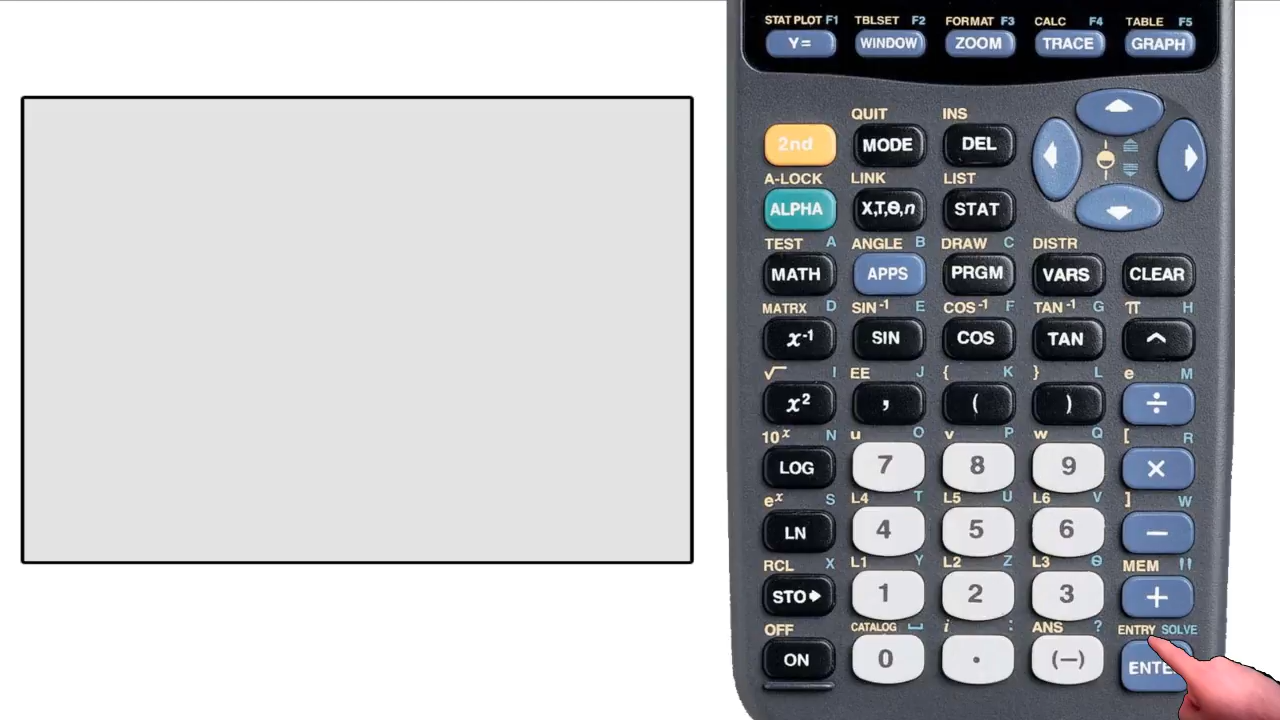 STAT PLOT F1 TBLSET F2 FORMAT F3 CALC F4 TABLE F5
Y= WINDOW ZOOM TRACE GRAPH
QUIT INS
2nd MODE DEL
A-LOCK LINK LIST
ALPHA X,T,Θ,n STAT
TEST A ANGLE B DRAW C DISTR
MATH APPS PRGM VARS CLEAR
MATRX D SIN⁻¹ E COS⁻¹ F TAN⁻¹ G π H
x⁻¹ SIN COS TAN ^
√ I EE J { K } L e M
x² , ( ) ÷
10ˣ N u O v P w Q [ R
LOG 7 8 9 ×
eˣ S L4 T L5 U L6 V ] W
LN 4 5 6 −
RCL X L1 Y L2 Z L3 Θ MEM "
STO▸ 1 2 3 +
OFF CATALOG ⎵ i : ANS ? ENTRY SOLVE
ON 0 . (−) ENTE